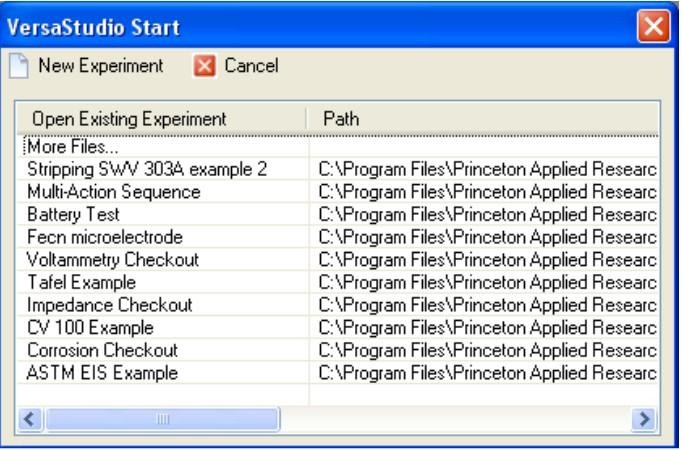 VersaStudio Start
New Experiment Cancel
Open Existing Experiment Path
More Files...
Stripping SWV 303A example 2 C:\Program Files\Princeton Applied Researc
Multi-Action Sequence C:\Program Files\Princeton Applied Researc
Battery Test C:\Program Files\Princeton Applied Researc
Fecn microelectrode C:\Program Files\Princeton Applied Researc
Voltammetry Checkout C:\Program Files\Princeton Applied Researc
Tafel Example C:\Program Files\Princeton Applied Researc
Impedance Checkout C:\Program Files\Princeton Applied Researc
CV 100 Example C:\Program Files\Princeton Applied Researc
Corrosion Checkout C:\Program Files\Princeton Applied Researc
ASTM EIS Example C:\Program Files\Princeton Applied Researc